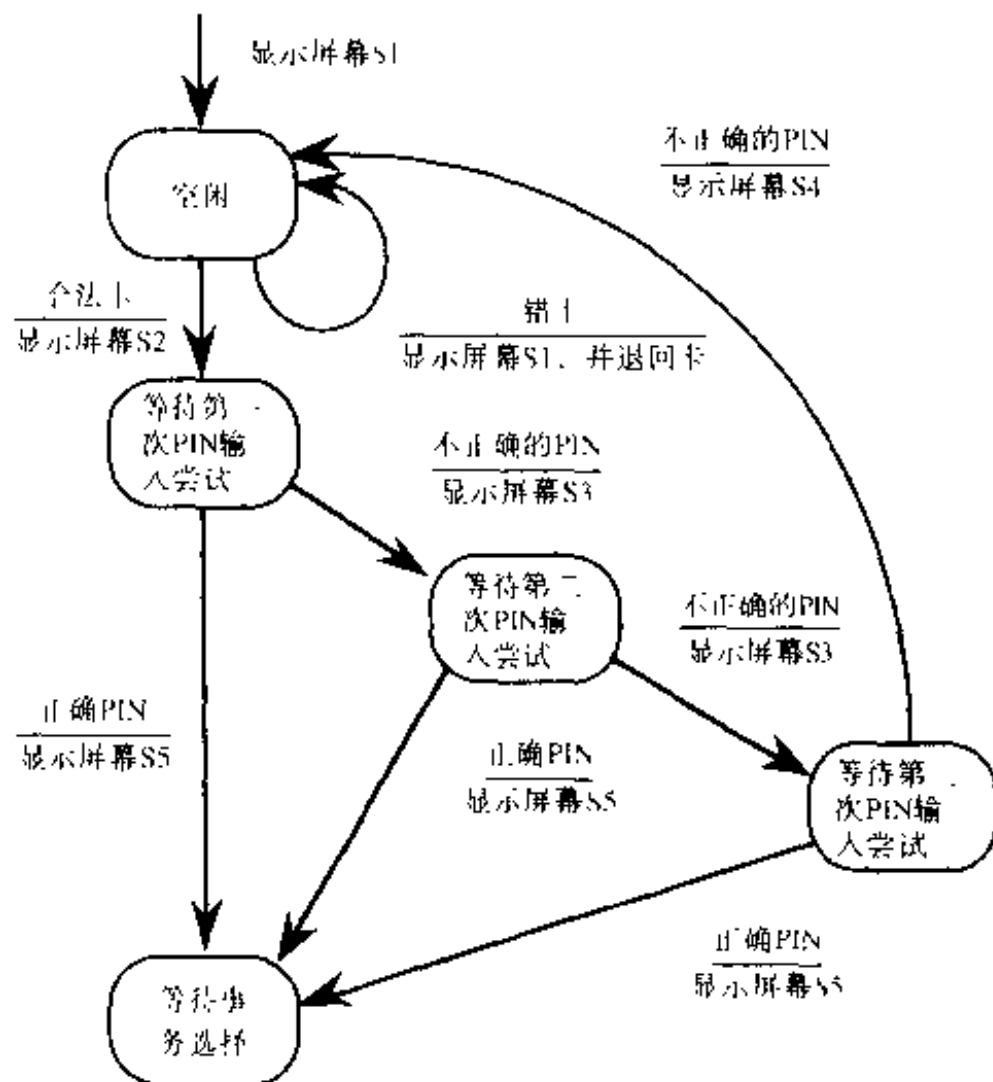 显示屏幕S1
不正确的PIN
显示屏幕S4
空闲
合法卡
显示屏幕S2
错卡
显示屏幕S1，并退回卡
等待第一
次PIN输
入尝试
不正确的PIN
显示屏幕S3
等待第二
次PIN输
入尝试
不正确的PIN
显示屏幕S3
正确PIN
显示屏幕S5
正确PIN
显示屏幕S5
等待第
次PIN输
入尝试
正确PIN
显示屏幕S5
等待事
务选择